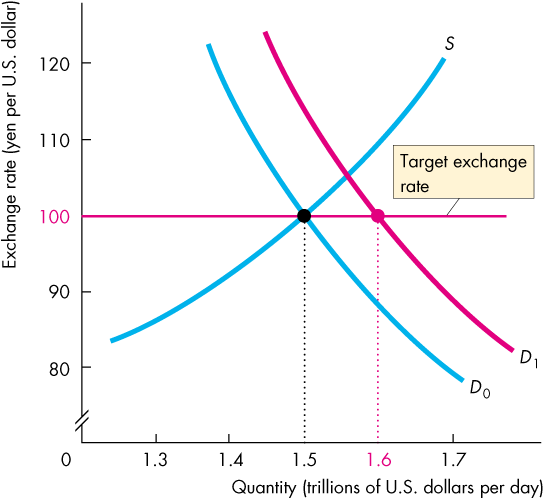 Exchange rate (yen per U.S. dollar)
120
110
100
90
80
0
1.3
1.4
1.5
1.6
1.7
S
Target exchange
rate
D1
D0
Quantity (trillions of U.S. dollars per day)